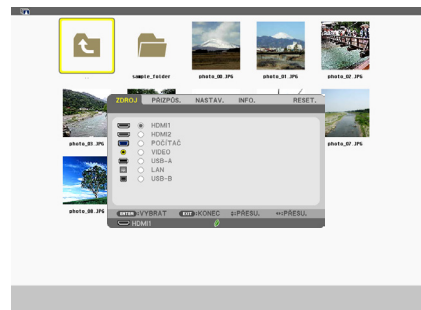 ..
sample_folder
photo_00.JPG
photo_01.JPG
photo_02.JPG
ZDROJ PŘIZPŮS. NASTAV. INFO. RESET.
HDMI1
HDMI2
POČÍTAČ
VIDEO
USB-A
LAN
USB-B
photo_03.JPG
photo_07.JPG
photo_08.JPG
ENTER :VYBRAT EXIT :KONEC ↕:PŘESU. ↔:PŘESU.
HDMI1